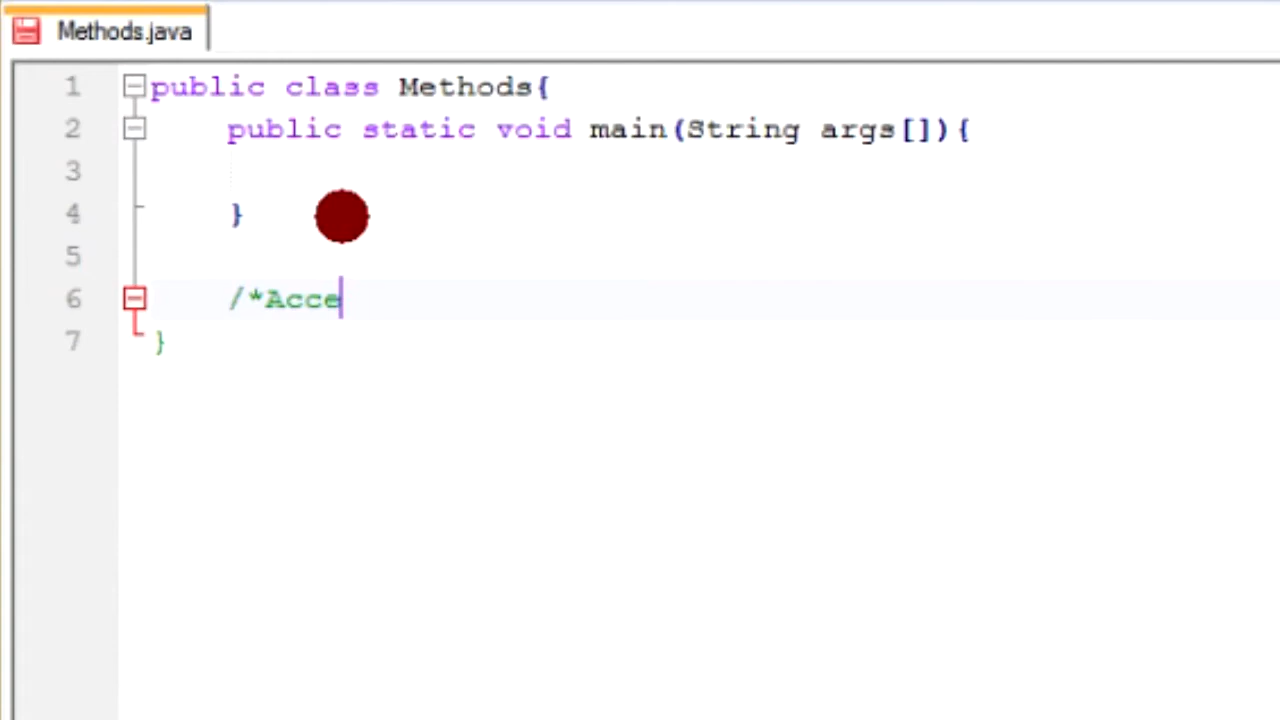 Methods.java
1 public class Methods{
2 public static void main(String args[]){
3
4 }
5
6 /*Acce
7 }